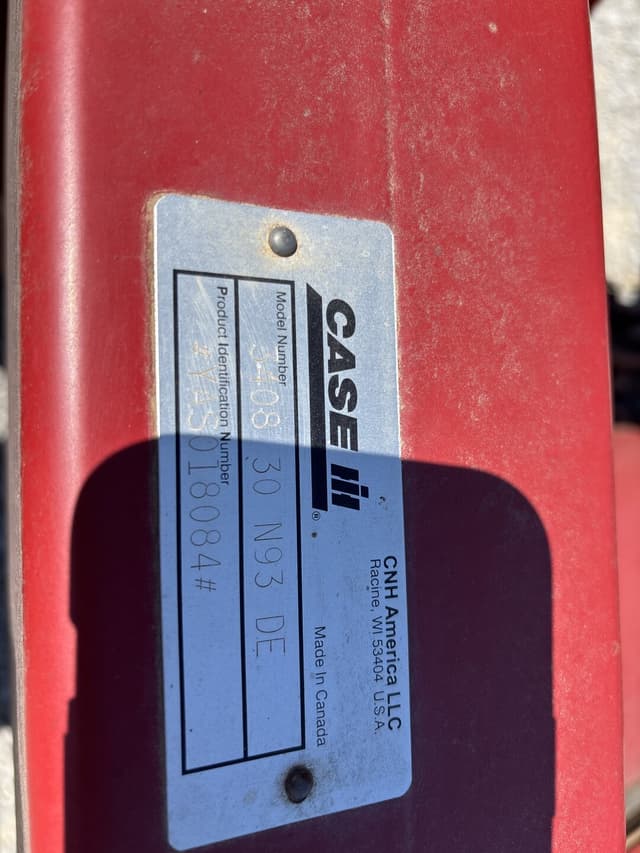 CASE IH®
CNH America LLC
Racine, WI 53404 U.S.A.
Made In Canada
Model Number
3408 30 N93 DE
Product Identification Number
#Y4S018084#